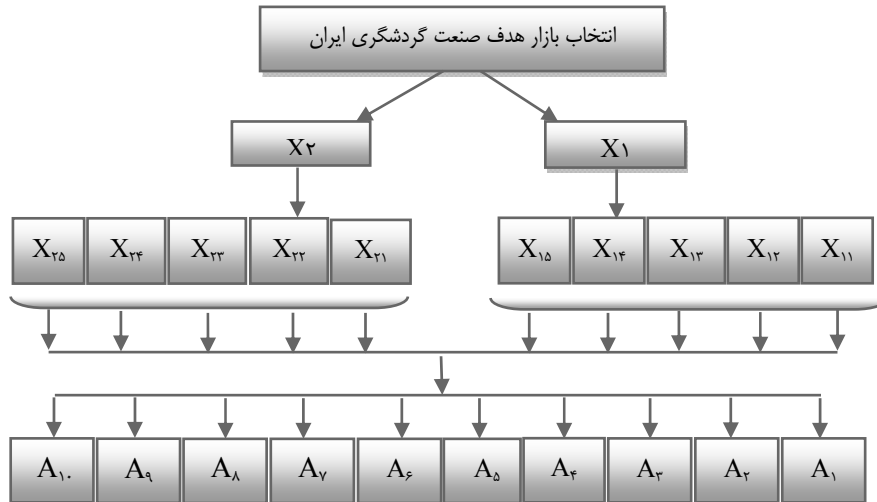 انتخاب بازار هدف صنعت گردشگری ایران
X۱ X۲
X۱۱ X۱۲ X۱۳ X۱۴ X۱۵ X۲۱ X۲۲ X۲۳ X۲۴ X۲۵
A۱ A۲ A۳ A۴ A۵ A۶ A۷ A۸ A۹ A۱۰